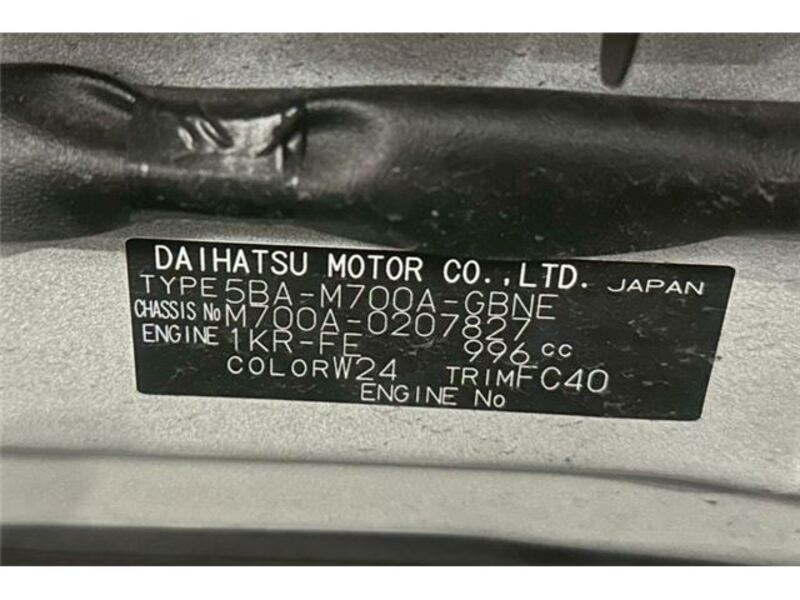 DAIHATSU MOTOR CO.,LTD. JAPAN
TYPE 5BA-M700A-GBNE
CHASSIS No M700A-0207827
ENGINE 1KR-FE 996 cc
COLOR W24 TRIM FC40
ENGINE No